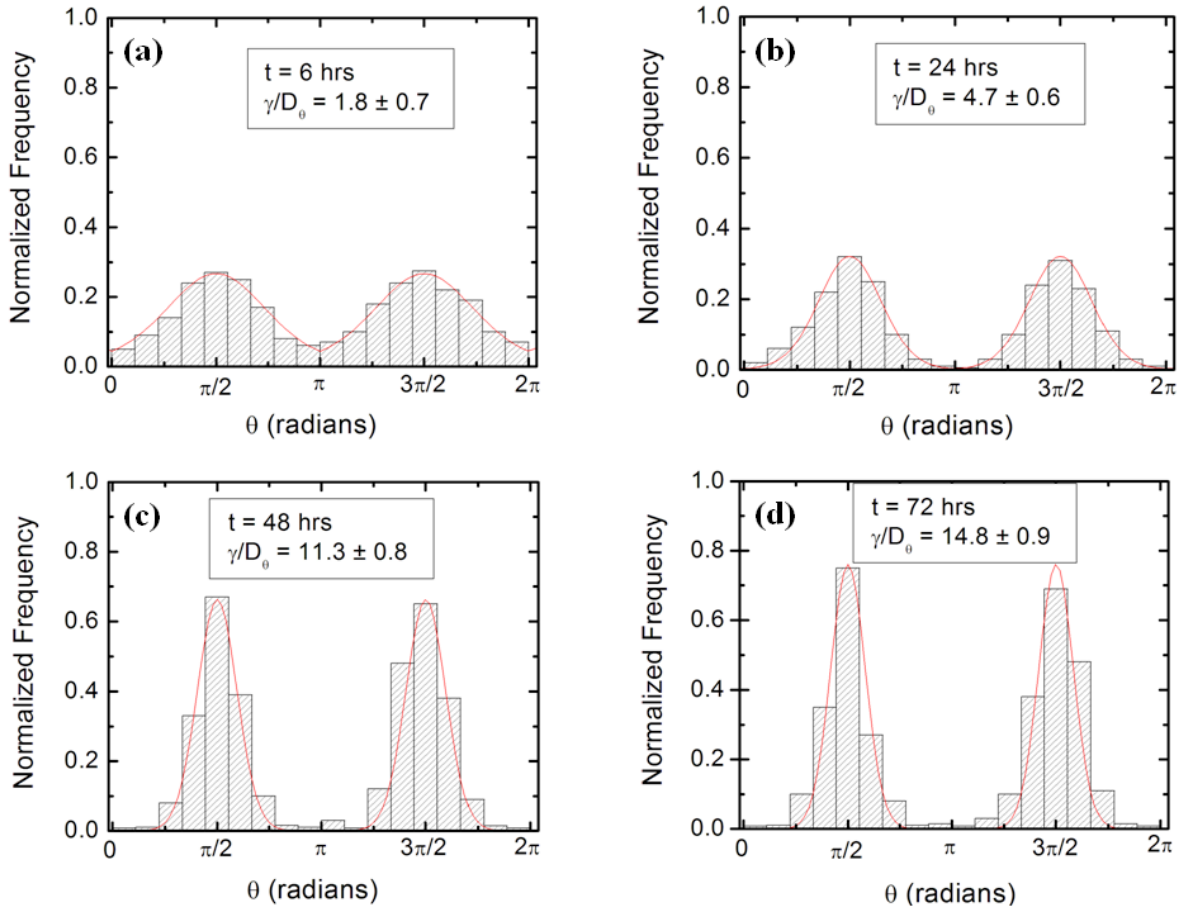 (a)
t = 6 hrs
γ/Dθ = 1.8 ± 0.7
Normalized Frequency
1.0
0.8
0.6
0.4
0.2
0.0
0 π/2 π 3π/2 2π
θ (radians)
(b)
t = 24 hrs
γ/Dθ = 4.7 ± 0.6
Normalized Frequency
1.0
0.8
0.6
0.4
0.2
0.0
0 π/2 π 3π/2 2π
θ (radians)
(c)
t = 48 hrs
γ/Dθ = 11.3 ± 0.8
Normalized Frequency
1.0
0.8
0.6
0.4
0.2
0.0
0 π/2 π 3π/2 2π
θ (radians)
(d)
t = 72 hrs
γ/Dθ = 14.8 ± 0.9
Normalized Frequency
1.0
0.8
0.6
0.4
0.2
0.0
0 π/2 π 3π/2 2π
θ (radians)